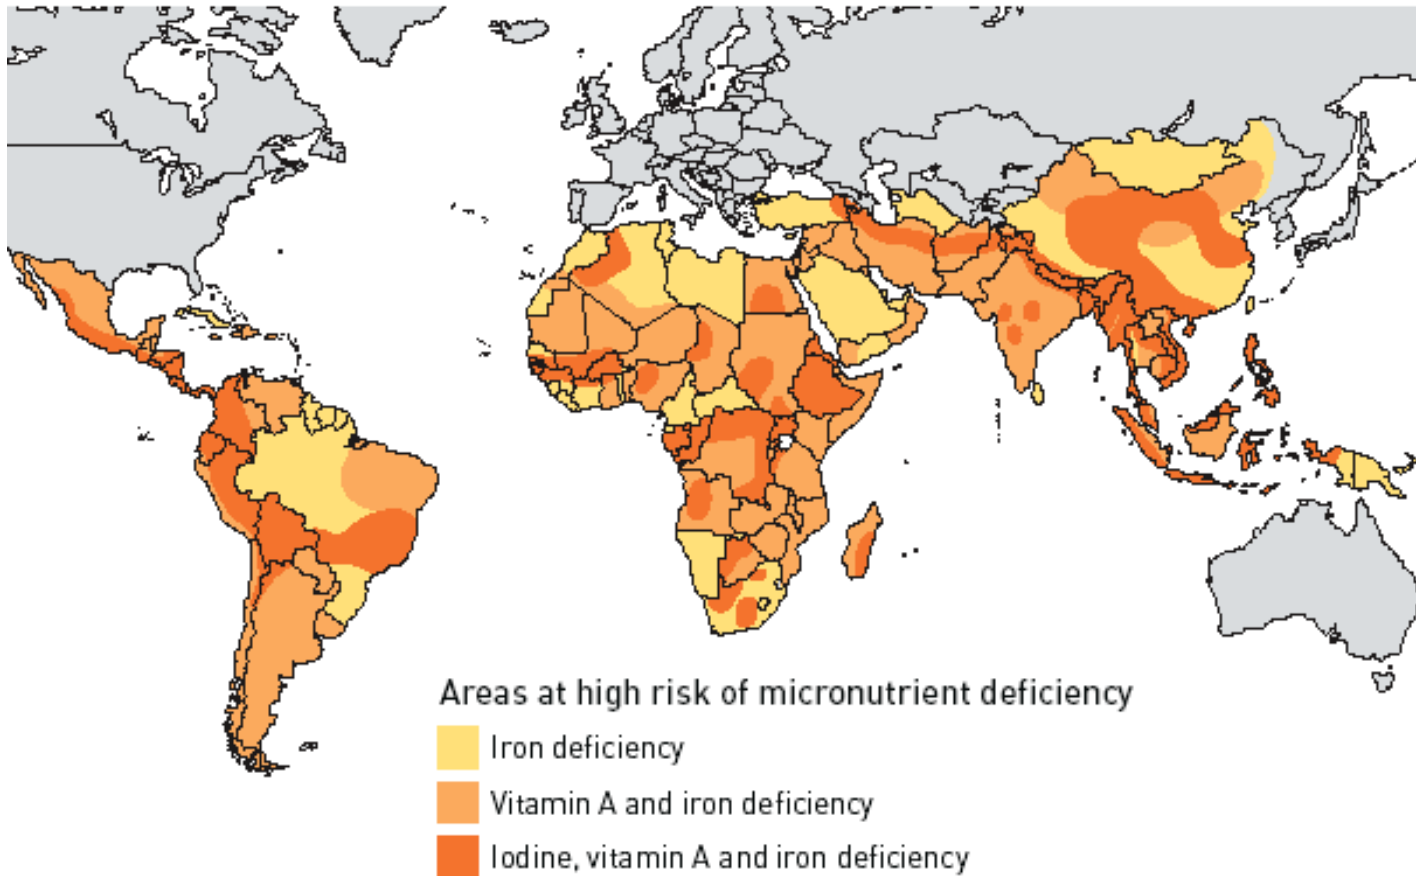 Areas at high risk of micronutrient deficiency
Iron deficiency
Vitamin A and iron deficiency
Iodine, vitamin A and iron deficiency